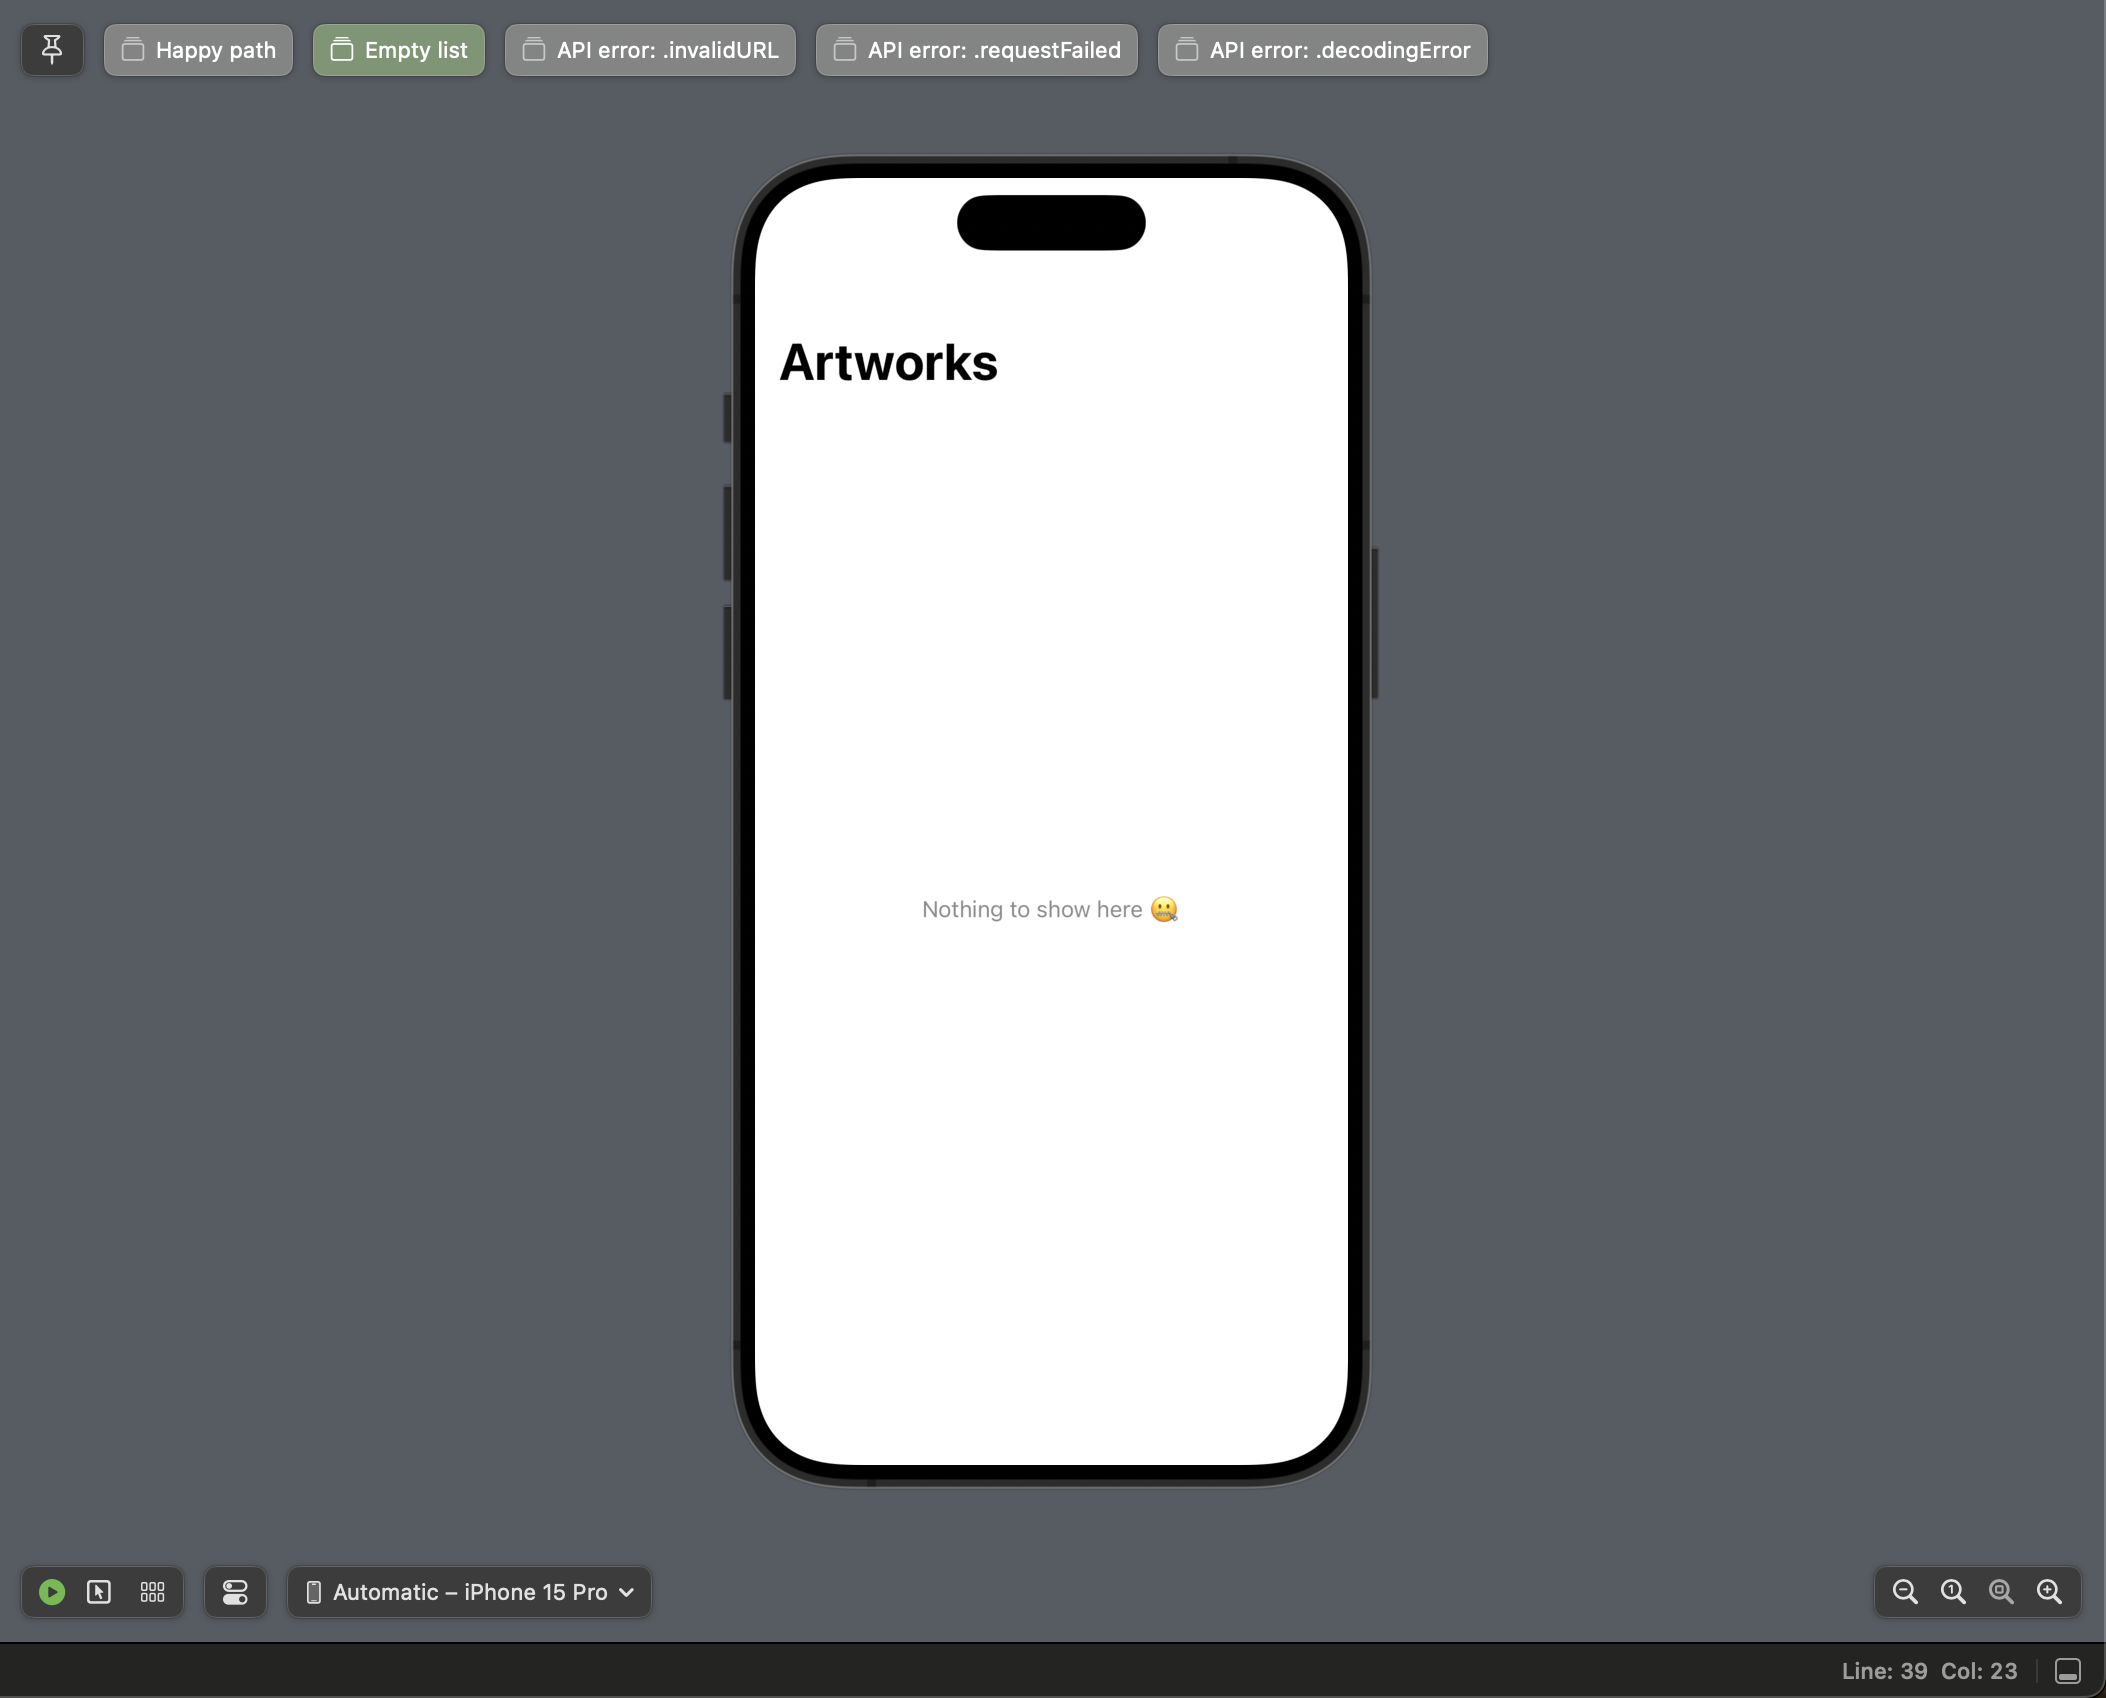 Happy path
Empty list
API error: .invalidURL
API error: .requestFailed
API error: .decodingError
Artworks
Nothing to show here 🤐
Automatic – iPhone 15 Pro
Line: 39 Col: 23